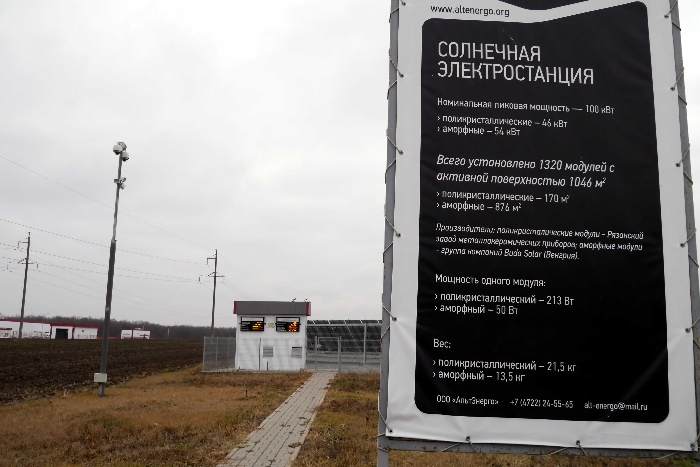 www.altenergo.org
СОЛНЕЧНАЯ
ЭЛЕКТРОСТАНЦИЯ
Номинальная пиковая мощность — 100 кВт
› поликристаллические – 46 кВт
› аморфные – 54 кВт
Всего установлено 1320 модулей с
активной поверхностью 1046 м²
› поликристаллические – 170 м²
› аморфные – 876 м²
Производители: поликристалические модули - Рязанский
завод металлокерамических приборов; аморфные модули
- группа компаний Buda Solar (Венгрия).
Мощность одного модуля:
› поликристаллический – 213 Вт
› аморфный – 50 Вт
Вес:
› поликристаллический – 21,5 кг
› аморфный – 13,5 кг
ООО «АльтЭнерго» +7 (4722) 24-55-65 alt-energo@mail.ru